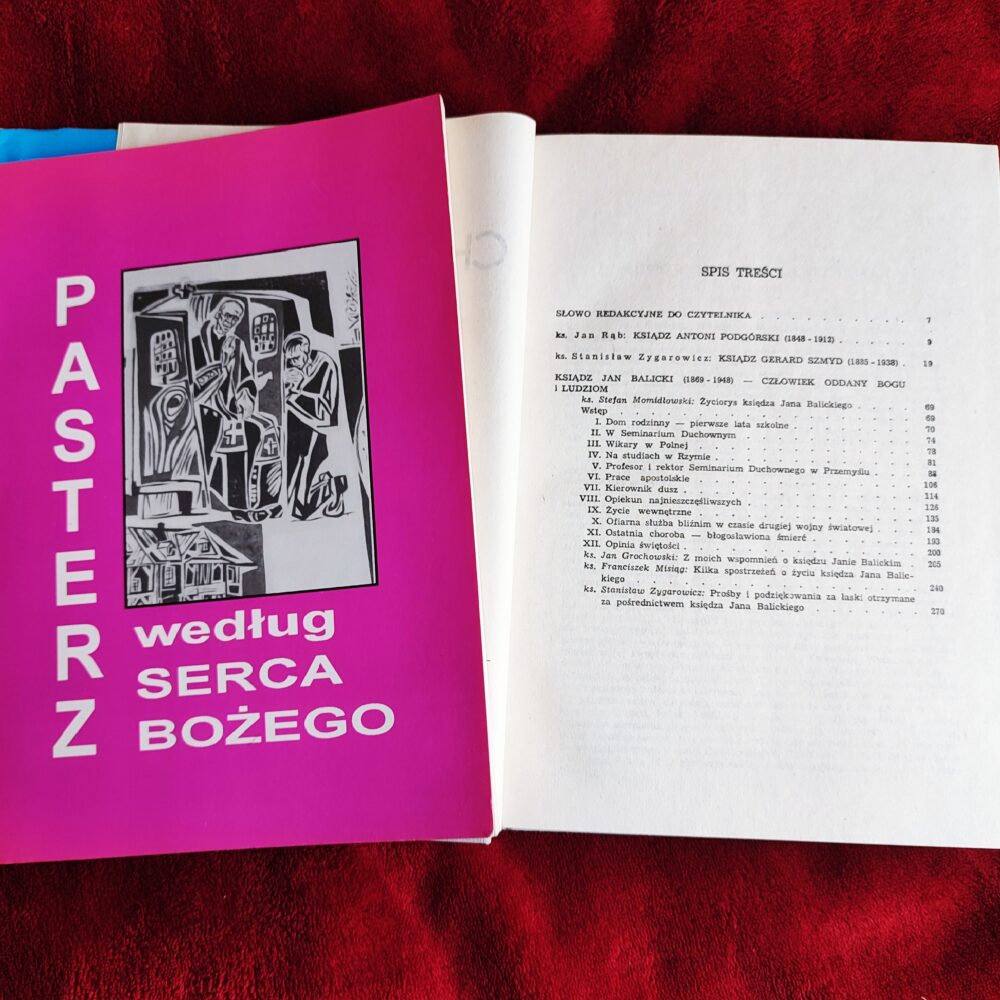 PASTERZ
według
SERCA
BOŻEGO
SPIS TREŚCI
SŁOWO REDAKCYJNE DO CZYTELNIKA . . . . . . . . . 7
ks. Jan Rąb: KSIĄDZ ANTONI PODGÓRSKI (1848-1912) . . . . . 9
ks. Stanisław Zygarowicz: KSIĄDZ GERARD SZMYD (1885-1938) . 19
KSIĄDZ JAN BALICKI (1869-1948) — CZŁOWIEK ODDANY BOGU
I LUDZIOM
ks. Stefan Momidłowski: Życiorys księdza Jana Balickiego . . . . 69
Wstęp . . . . . . . . . . . . . 69
I. Dom rodzinny — pierwsze lata szkolne . . . . . . 70
II. W Seminarium Duchownym . . . . . . . . 74
III. Wikary w Polnej . . . . . . . . . . 78
IV. Na studiach w Rzymie . . . . . . . . . 81
V. Profesor i rektor Seminarium Duchownego w Przemyślu . . 88
VI. Prace apostolskie . . . . . . . . . . 106
VII. Kierownik dusz . . . . . . . . . . 114
VIII. Opiekun najnieszczęśliwszych . . . . . . . . 126
IX. Życie wewnętrzne . . . . . . . . . . 135
X. Ofiarna służba bliźnim w czasie drugiej wojny światowej . . 184
XI. Ostatnia choroba — błogosławiona śmierć . . . . . 193
XII. Opinia świętości . . . . . . . . . . 200
ks. Jan Grochowski: Z moich wspomnień o księdzu Janie Balickim . 205
ks. Franciszek Misiąg: Kilka spostrzeżeń o życiu księdza Jana Balic-
kiego . . . . . . . . . . . . . 240
ks. Stanisław Zygarowicz: Prośby i podziękowania za łaski otrzymane
za pośrednictwem księdza Jana Balickiego . . . . . 270